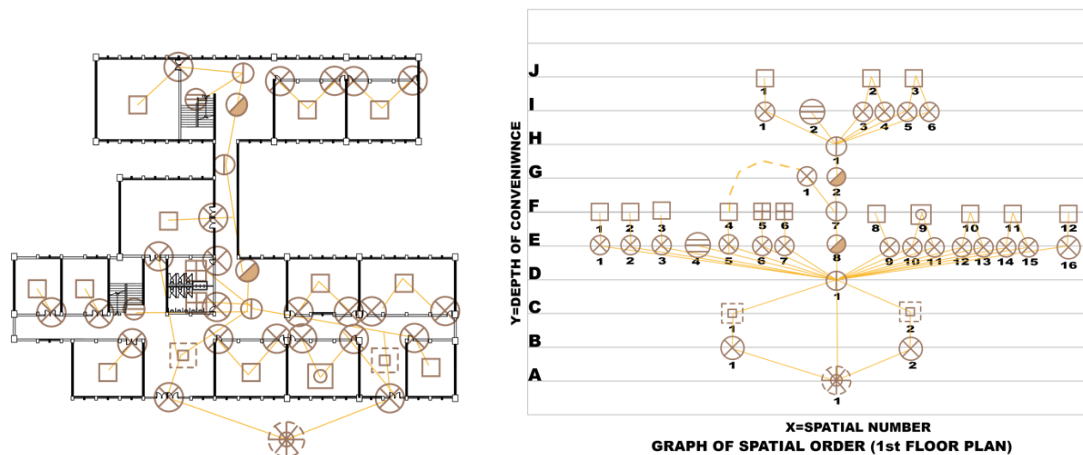 J
1 2 3
I
1 2 3 4 5 6
H
1
G
1 2
F
1 2 3 4 5 6 7 8 9 10 11 12
E
1 2 3 4 5 6 7 8 9 10 11 12 13 14 15 16
D
1
C
1 2
B
1 2
A
1
Y=DEPTH OF CONVENIWNCE
X=SPATIAL NUMBER
GRAPH OF SPATIAL ORDER (1st FLOOR PLAN)